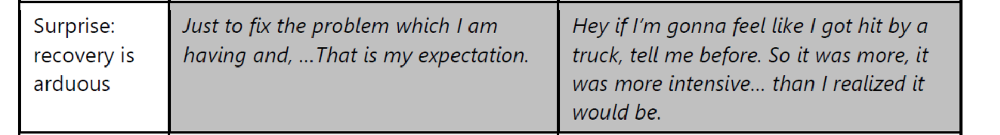 Surprise:
recovery is
arduous
Just to fix the problem which I am
having and, ...That is my expectation.
Hey if I'm gonna feel like I got hit by a
truck, tell me before. So it was more, it
was more intensive... than I realized it
would be.